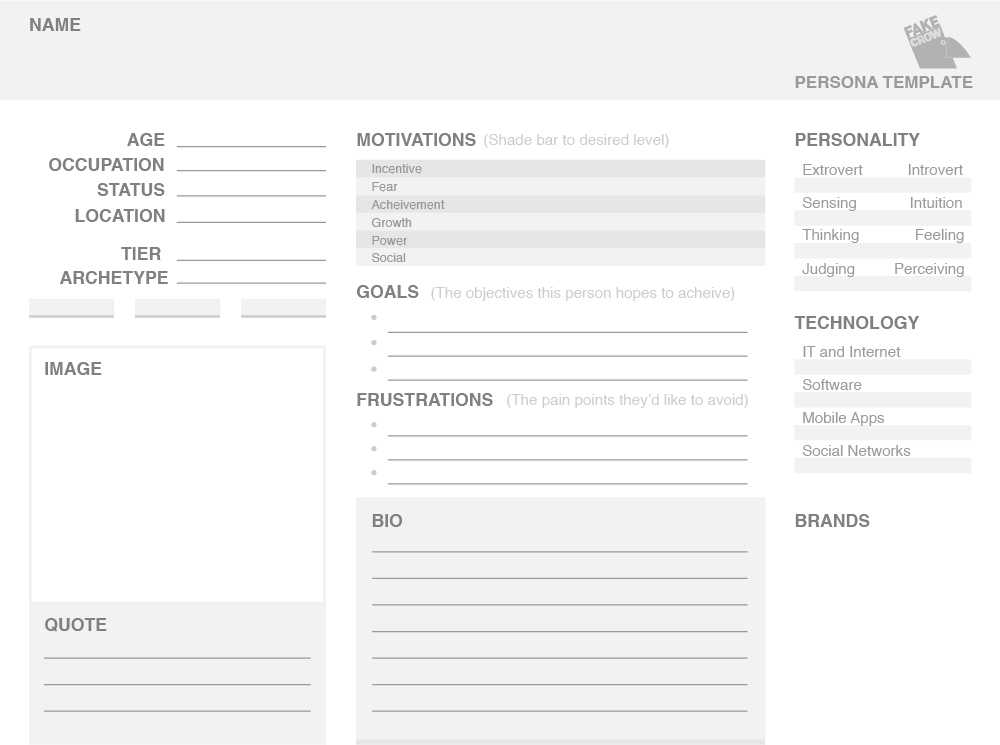 NAME
FAKE
CROW
PERSONA TEMPLATE
AGE
OCCUPATION
STATUS
LOCATION
TIER
ARCHETYPE
IMAGE
QUOTE
MOTIVATIONS (Shade bar to desired level)
Incentive
Fear
Acheivement
Growth
Power
Social
GOALS (The objectives this person hopes to acheive)
FRUSTRATIONS (The pain points they'd like to avoid)
BIO
PERSONALITY
Extrovert Introvert
Sensing Intuition
Thinking Feeling
Judging Perceiving
TECHNOLOGY
IT and Internet
Software
Mobile Apps
Social Networks
BRANDS